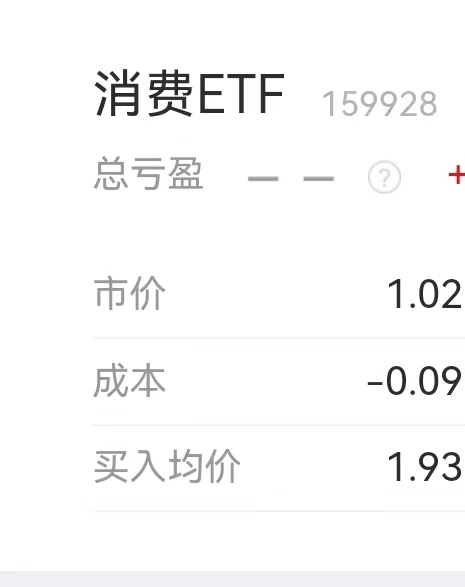 消费ETF 159928
总亏盈 – – ? +
市价 1.02
成本 -0.09
买入均价 1.93